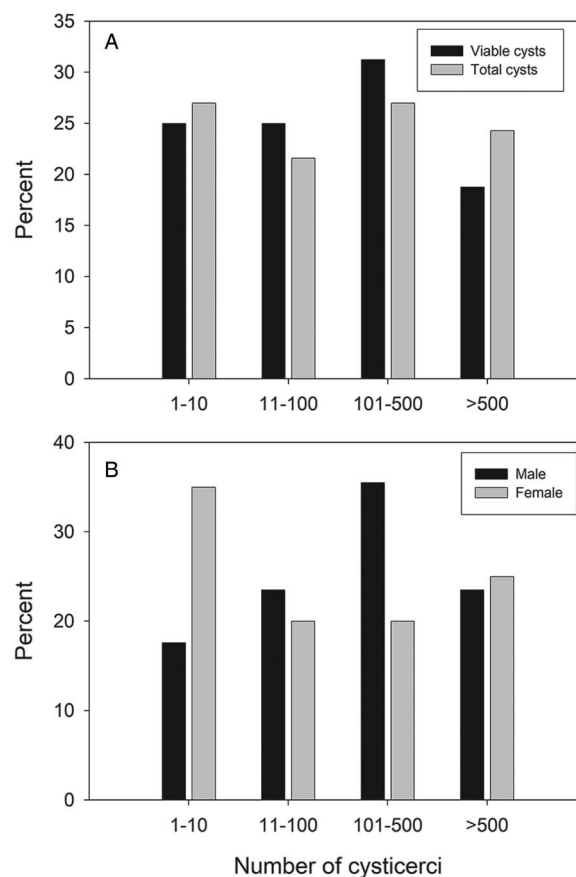 A
Viable cysts
Total cysts
35
30
25
20
15
10
5
0
Percent
1-10 11-100 101-500 >500
B
Male
Female
40
30
20
10
0
Percent
1-10 11-100 101-500 >500
Number of cysticerci